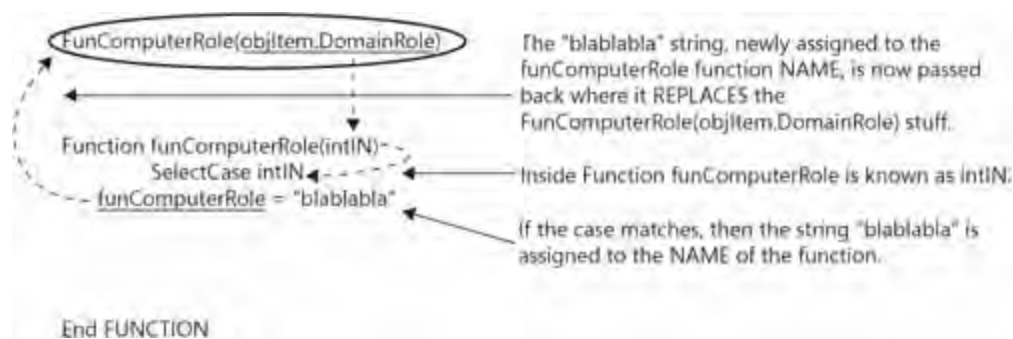 FunComputerRole(objItem.DomainRole)
The "blablabla" string, newly assigned to the
funComputerRole function NAME, is now passed
back where it REPLACES the
FunComputerRole(objItem.DomainRole) stuff.
Function funComputerRole(intIN)
SelectCase intIN
Inside Function funComputerRole is known as intIN.
funComputerRole = "blablabla"
If the case matches, then the string "blablabla" is
assigned to the NAME of the function.
End FUNCTION